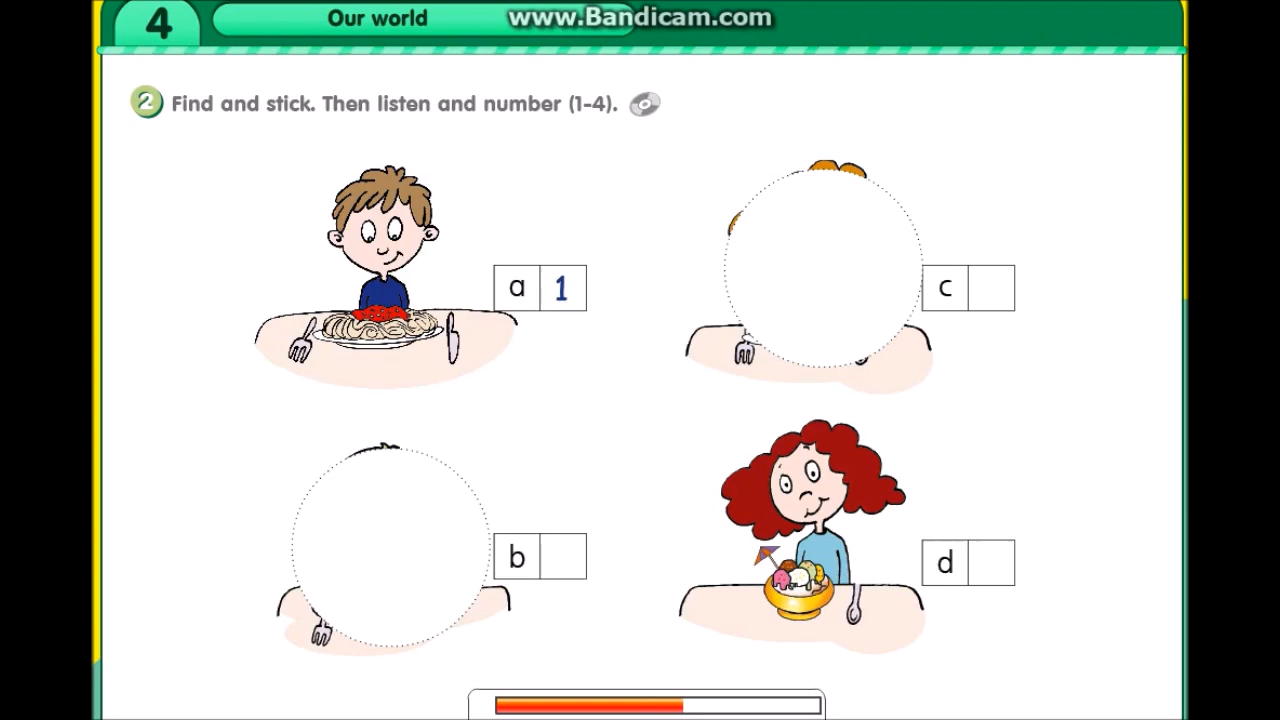 4
Our world
www.Bandicam.com
2 Find and stick. Then listen and number (1-4).
a 1
c
b
d